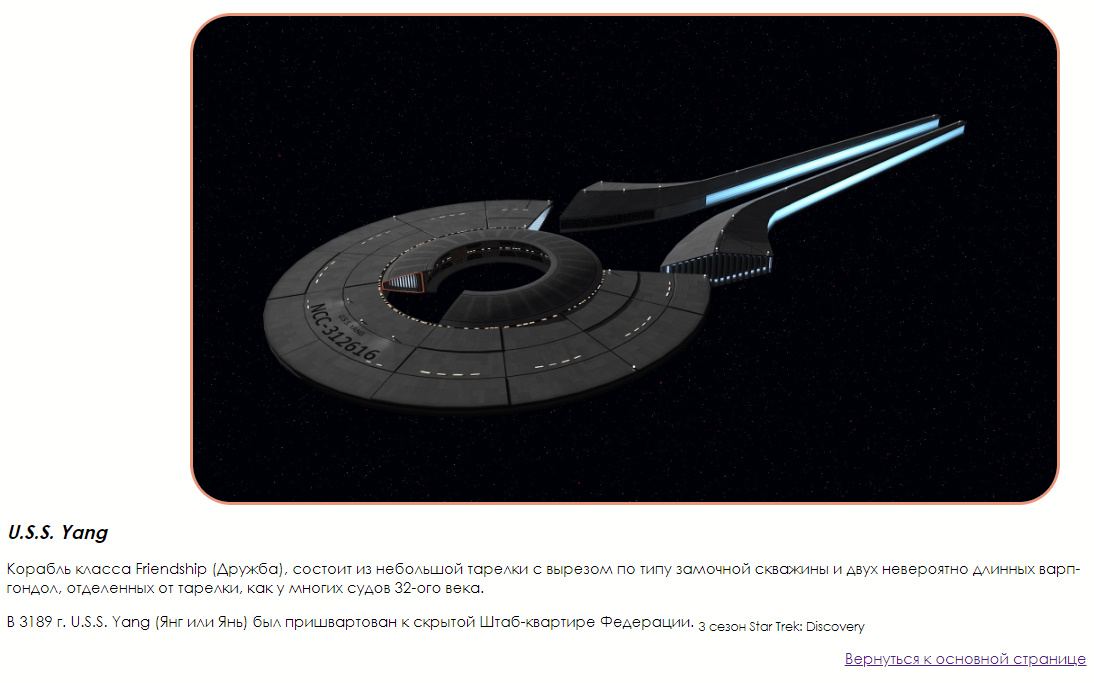 NCC-312616
U.S.S. Yang
Корабль класса Friendship (Дружба), состоит из небольшой тарелки с вырезом по типу замочной скважины и двух невероятно длинных варп-
гондол, отделенных от тарелки, как у многих судов 32-ого века.
В 3189 г. U.S.S. Yang (Янг или Янь) был пришвартован к скрытой Штаб-квартире Федерации. 3 сезон Star Trek: Discovery
Вернуться к основной странице